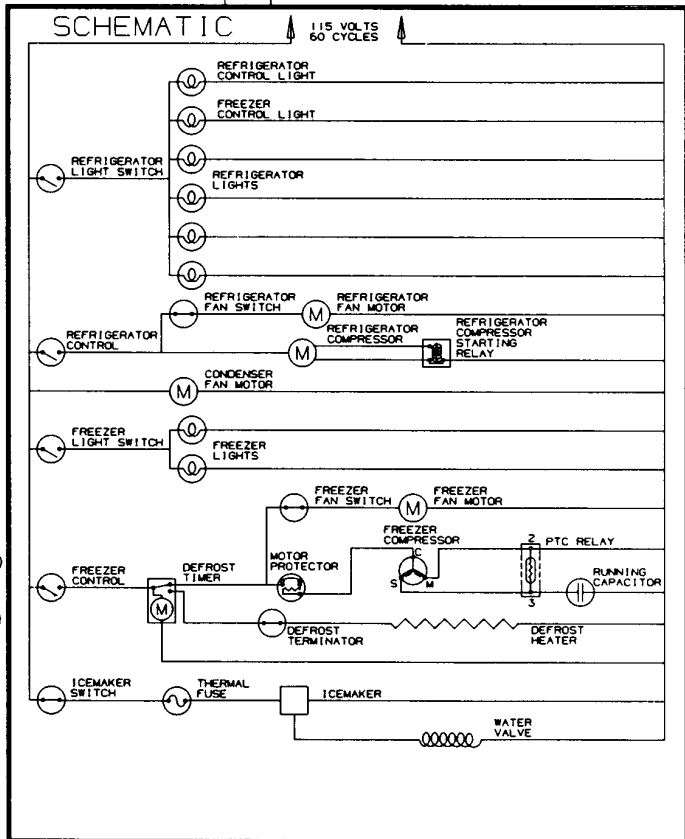 SCHEMATIC
115 VOLTS
60 CYCLES
REFRIGERATOR
CONTROL LIGHT
FREEZER
CONTROL LIGHT
REFRIGERATOR
LIGHT SWITCH
REFRIGERATOR
LIGHTS
REFRIGERATOR
FAN SWITCH
M
REFRIGERATOR
FAN MOTOR
REFRIGERATOR
CONTROL
M
REFRIGERATOR
COMPRESSOR
REFRIGERATOR
COMPRESSOR
STARTING
RELAY
M
CONDENSER
FAN MOTOR
FREEZER
LIGHT SWITCH
FREEZER
LIGHTS
FREEZER
FAN SWITCH
M
FREEZER
FAN MOTOR
FREEZER
CONTROL
DEFROST
TIMER
M
MOTOR
PROTECTOR
FREEZER
COMPRESSOR
C
S
M
2
PTC RELAY
3
RUNNING
CAPACITOR
DEFROST
TERMINATOR
DEFROST
HEATER
ICEMAKER
SWITCH
THERMAL
FUSE
ICEMAKER
WATER
VALVE